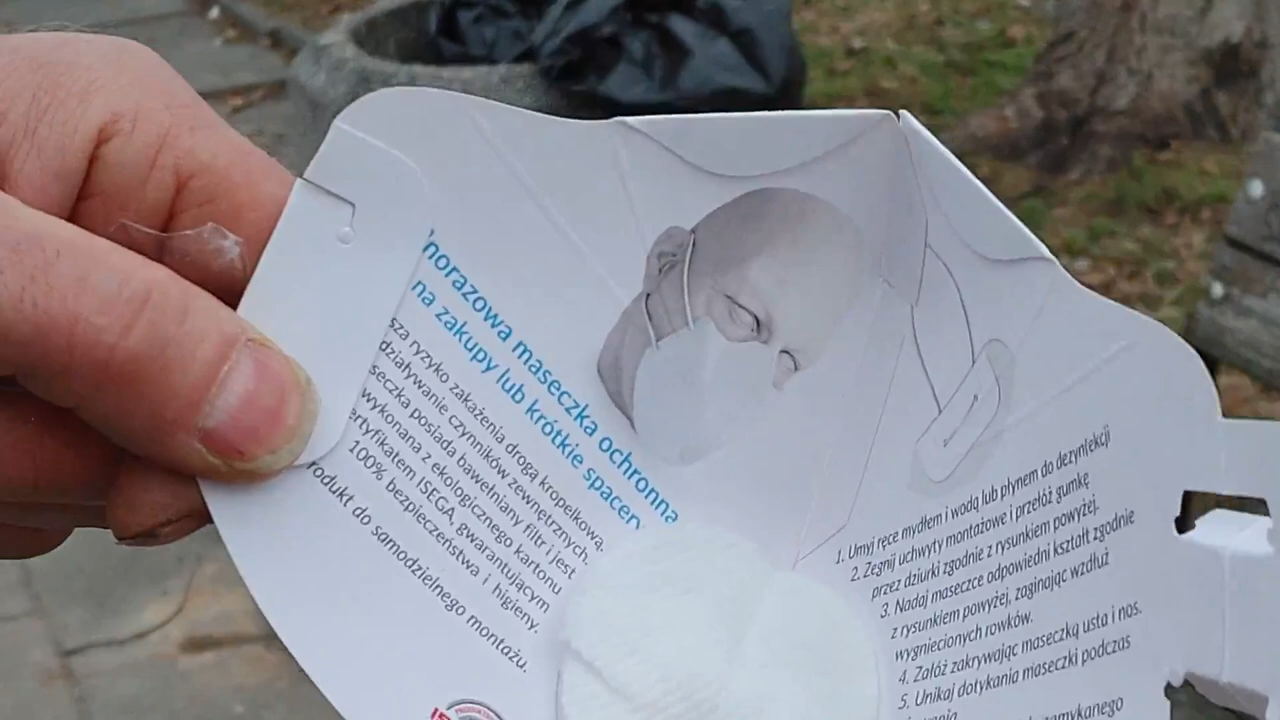 norazowa maseczka ochronna
na zakupy lub krótkie spacery
sza ryzyko zakażenia drogą kropelkową,
działywanie czynników zewnętrznych.
seczka posiada bawełniany filtr i jest
wykonana z ekologicznego kartonu
ertyfikatem ISEGA, gwarantującym
100% bezpieczeństwa i higieny.
rodukt do samodzielnego montażu.
1. Umyj ręce mydłem i wodą lub płynem do dezynfekcji
2. Zegnij uchwyty montażowe i przełóż gumkę
przez dziurki zgodnie z rysunkiem powyżej.
3. Nadaj maseczce odpowiedni kształt zgodnie
z rysunkiem powyżej, zaginając wzdłuż
wygniecionych rowków.
4. Załóż zakrywając maseczką usta i nos.
5. Unikaj dotykania maseczki podczas
zamykanego